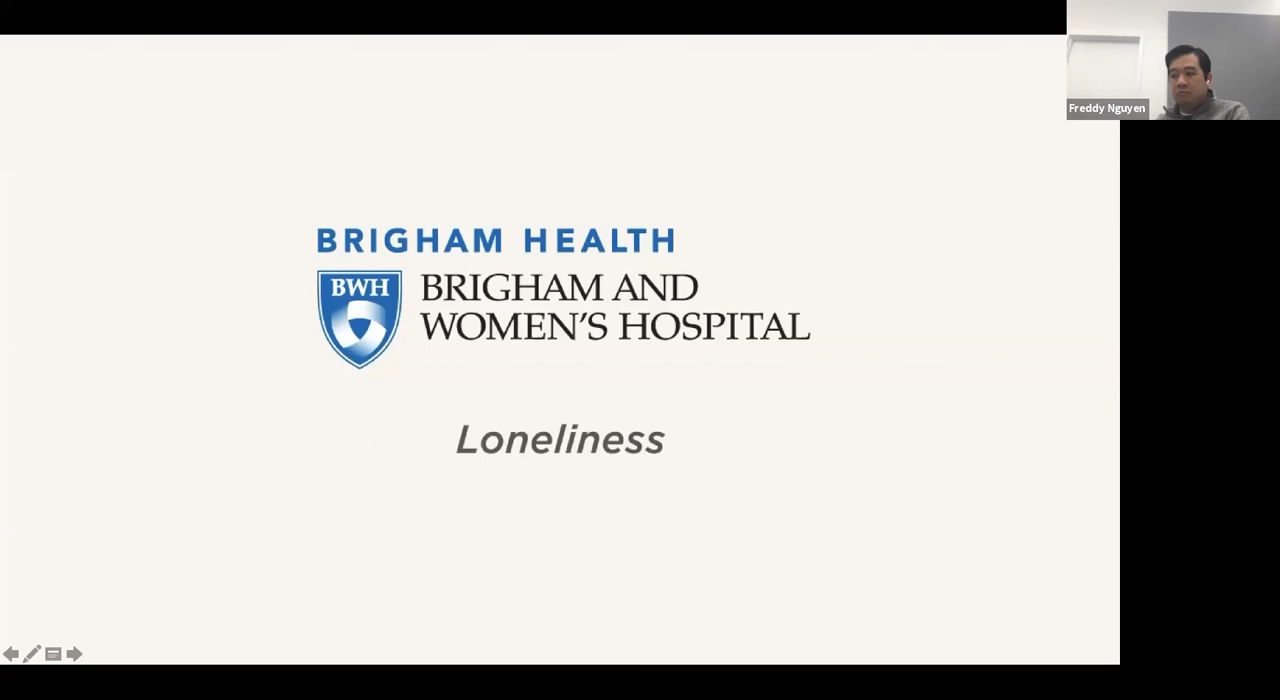 Freddy Nguyen
BRIGHAM HEALTH
BWH
BRIGHAM AND
WOMEN'S HOSPITAL
Loneliness